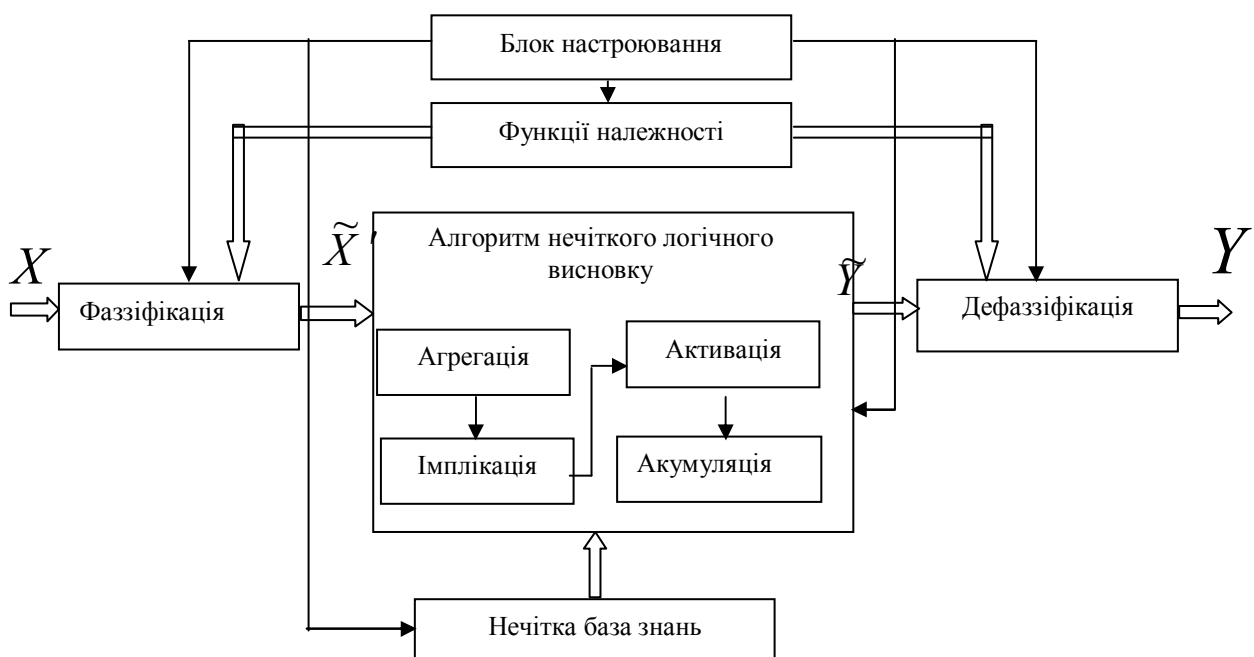 Блок настроювання
Функції належності
X
X̃ ′
Алгоритм нечіткого логічного
висновку
Ỹ
Y
Фаззіфікація
Дефаззіфікація
Агрегація
Активація
Імплікація
Акумуляція
Нечітка база знань